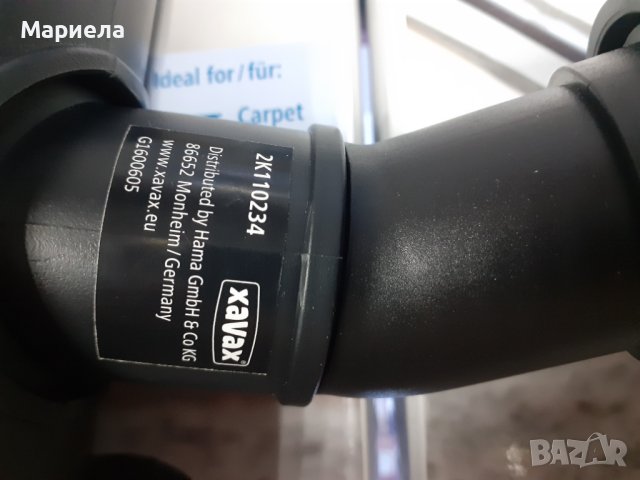 Мариела
Ideal for/für:
Carpet
2K110234
Distributed by Hama GmbH & Co KG
86652 Monheim/Germany
www.xavax.eu
G1600605
xavax®
BAZAR